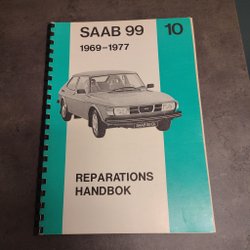 SAAB 99 10
1969-1977
REPARATIONS
HANDBOK